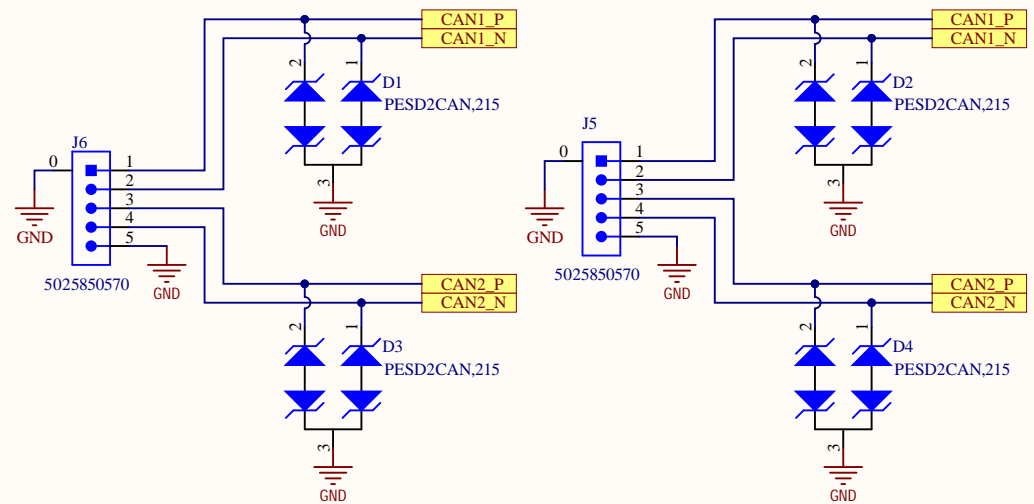 CAN1_P
CAN1_N
2
1
D1
PESD2CAN,215
J6
0
1
2
3
4
5
3
GND
GND
GND
5025850570
CAN2_P
CAN2_N
2
1
D3
PESD2CAN,215
3
GND
CAN1_P
CAN1_N
2
1
D2
PESD2CAN,215
J5
0
1
2
3
4
5
3
GND
GND
GND
5025850570
CAN2_P
CAN2_N
2
1
D4
PESD2CAN,215
3
GND